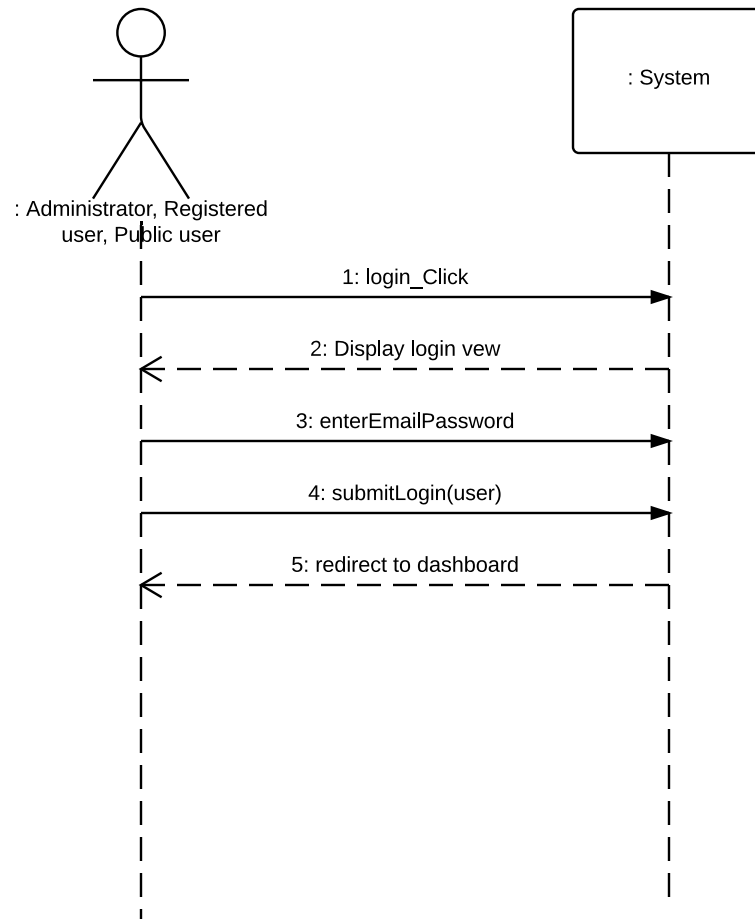 : System
: Administrator, Registered
user, Public user
1: login_Click
2: Display login vew
3: enterEmailPassword
4: submitLogin(user)
5: redirect to dashboard